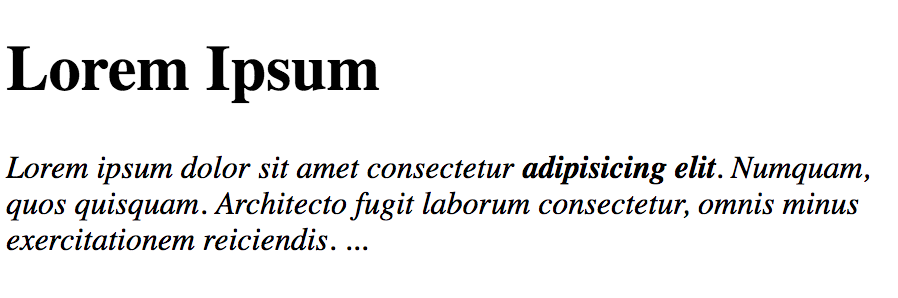 Lorem Ipsum
Lorem ipsum dolor sit amet consectetur adipisicing elit. Numquam,
quos quisquam. Architecto fugit laborum consectetur, omnis minus
exercitationem reiciendis. ...